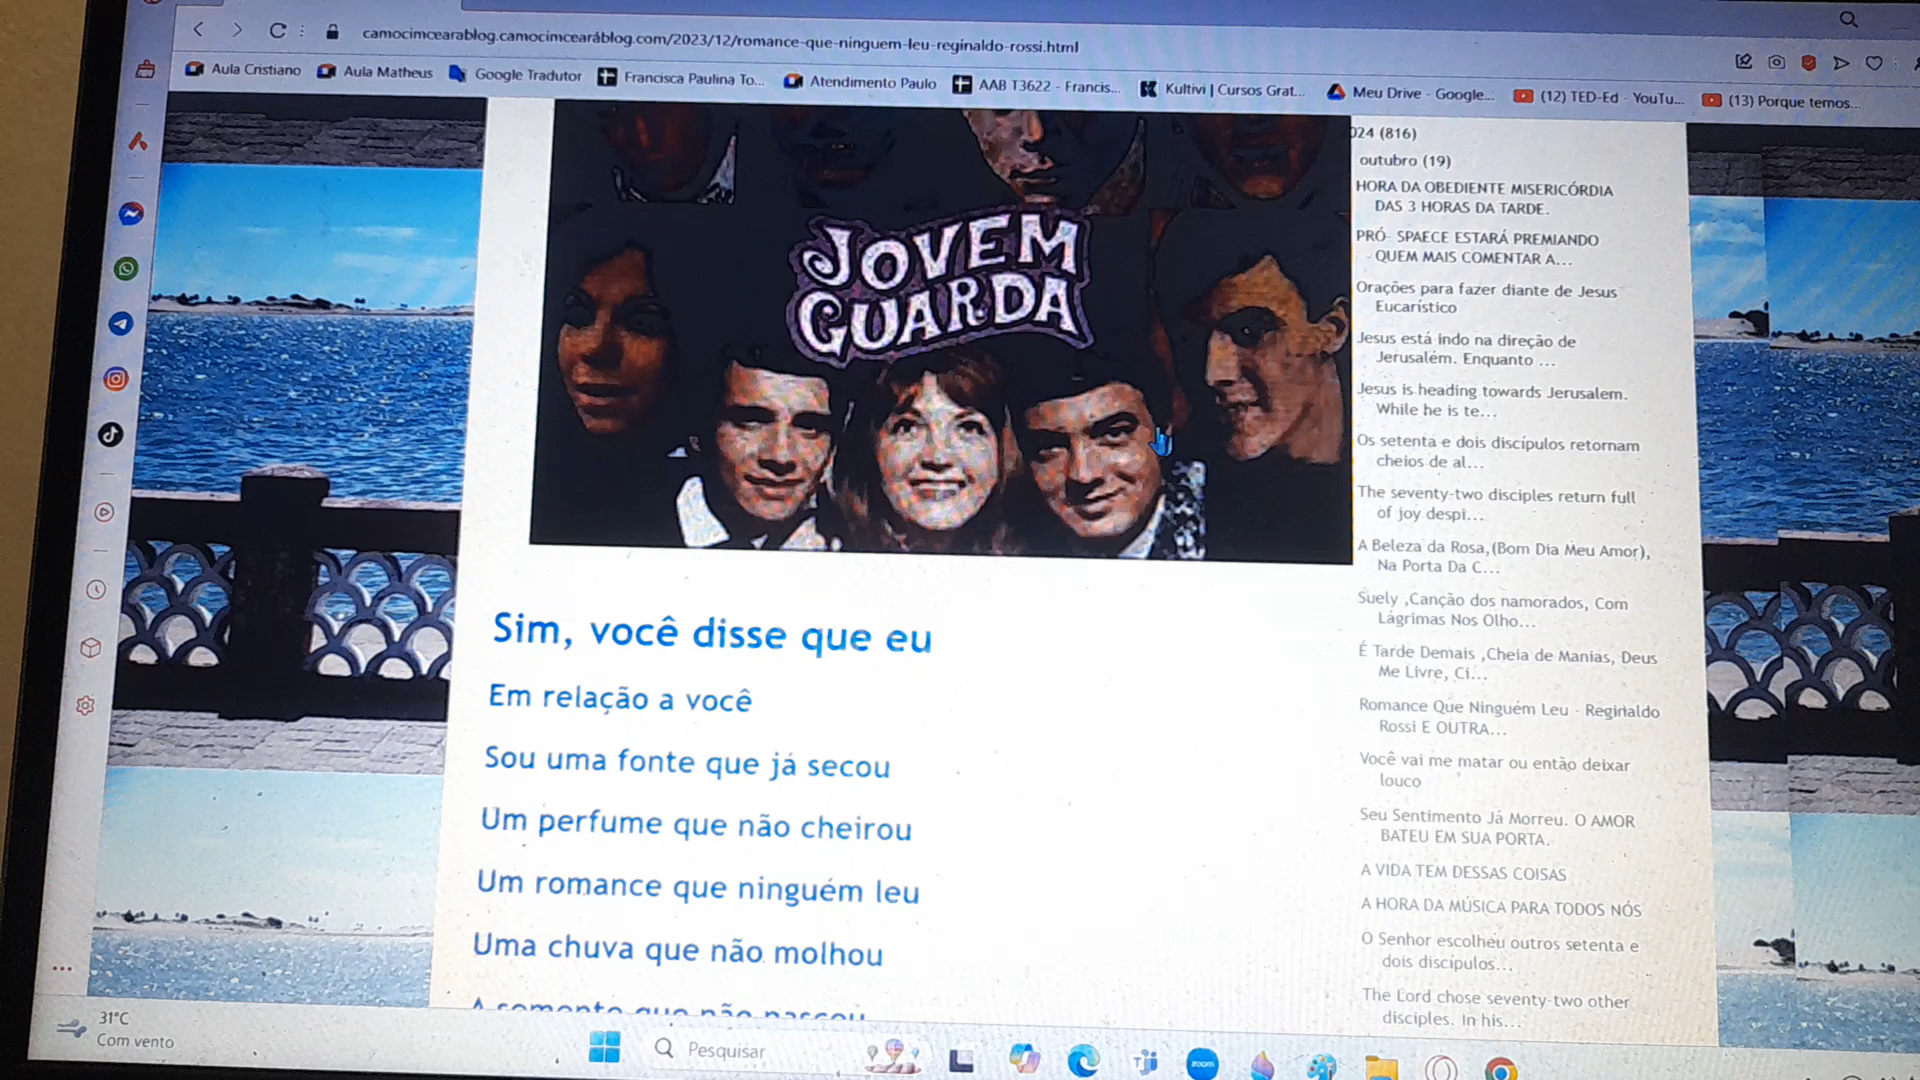 camocimcearablog.camocimcearáblog.com/2023/12/romance-que-ninguem-leu-reginaldo-rossi.html
Aula Cristiano
Aula Matheus
Google Tradutor
Francisca Paulina To...
Atendimento Paulo
AAB T3622 - Francis...
Kultivi | Cursos Grat...
Meu Drive - Google...
(12) TED-Ed - YouTu...
(13) Porque temos...
JOVEM
GUARDA
Sim, você disse que eu
Em relação a você
Sou uma fonte que já secou
Um perfume que não cheirou
Um romance que ninguém leu
Uma chuva que não molhou
A semente que não nasceu
024 (816)
outubro (19)
HORA DA OBEDIENTE MISERICÓRDIA
DAS 3 HORAS DA TARDE.
PRÓ- SPAECE ESTARÁ PREMIANDO
QUEM MAIS COMENTAR A...
Orações para fazer diante de Jesus
Eucarístico
Jesus está indo na direção de
Jerusalém. Enquanto ...
Jesus is heading towards Jerusalem.
While he is te...
Os setenta e dois discípulos retornam
cheios de al...
The seventy-two disciples return full
of joy despi...
A Beleza da Rosa,(Bom Dia Meu Amor),
Na Porta Da C...
Suely ,Canção dos namorados, Com
Lágrimas Nos Olho...
É Tarde Demais ,Cheia de Manias, Deus
Me Livre, Ci...
Romance Que Ninguém Leu - Reginaldo
Rossi E OUTRA...
Você vai me matar ou então deixar
louco
Seu Sentimento Já Morreu. O AMOR
BATEU EM SUA PORTA.
A VIDA TEM DESSAS COISAS
A HORA DA MÚSICA PARA TODOS NÓS
O Senhor escolheu outros setenta e
dois discípulos...
The Lord chose seventy-two other
disciples. In his...
31°C
Com vento
Pesquisar
zoom